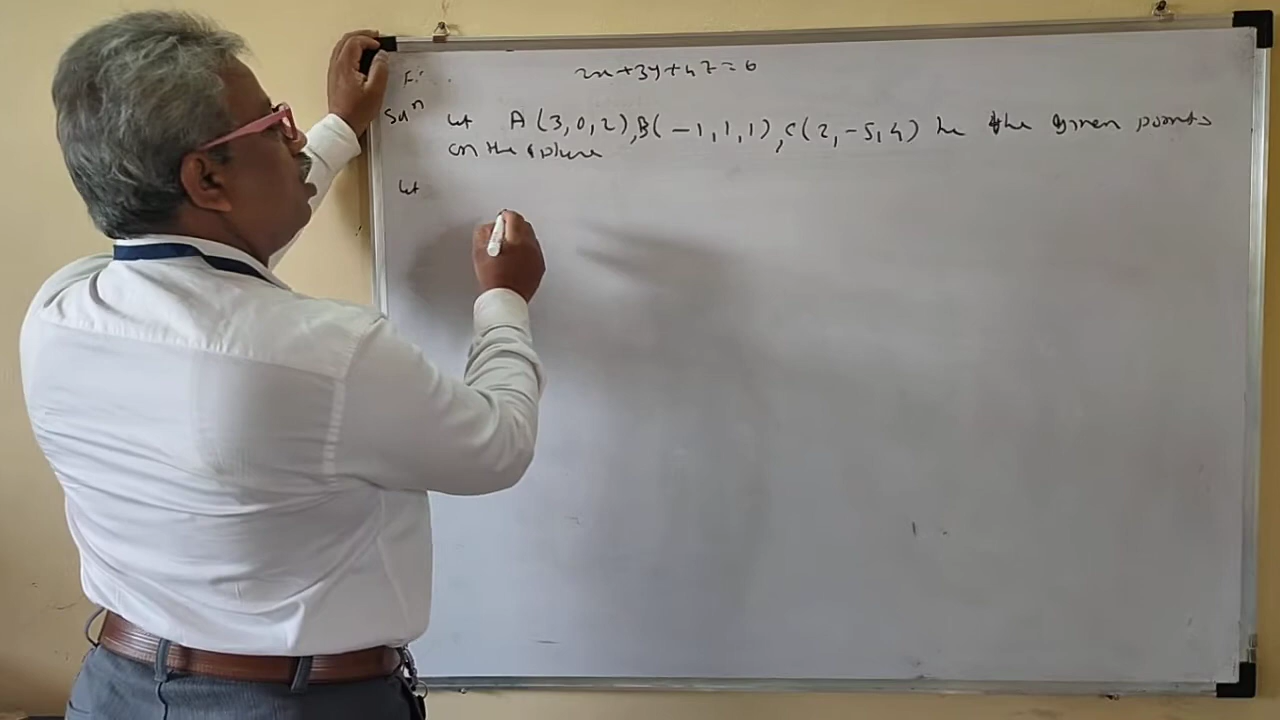 2x+3y+4z=6
Solⁿ Let A(3,0,2),B(-1,1,1),C(2,-5,4) be the given points
on the sphere
Let